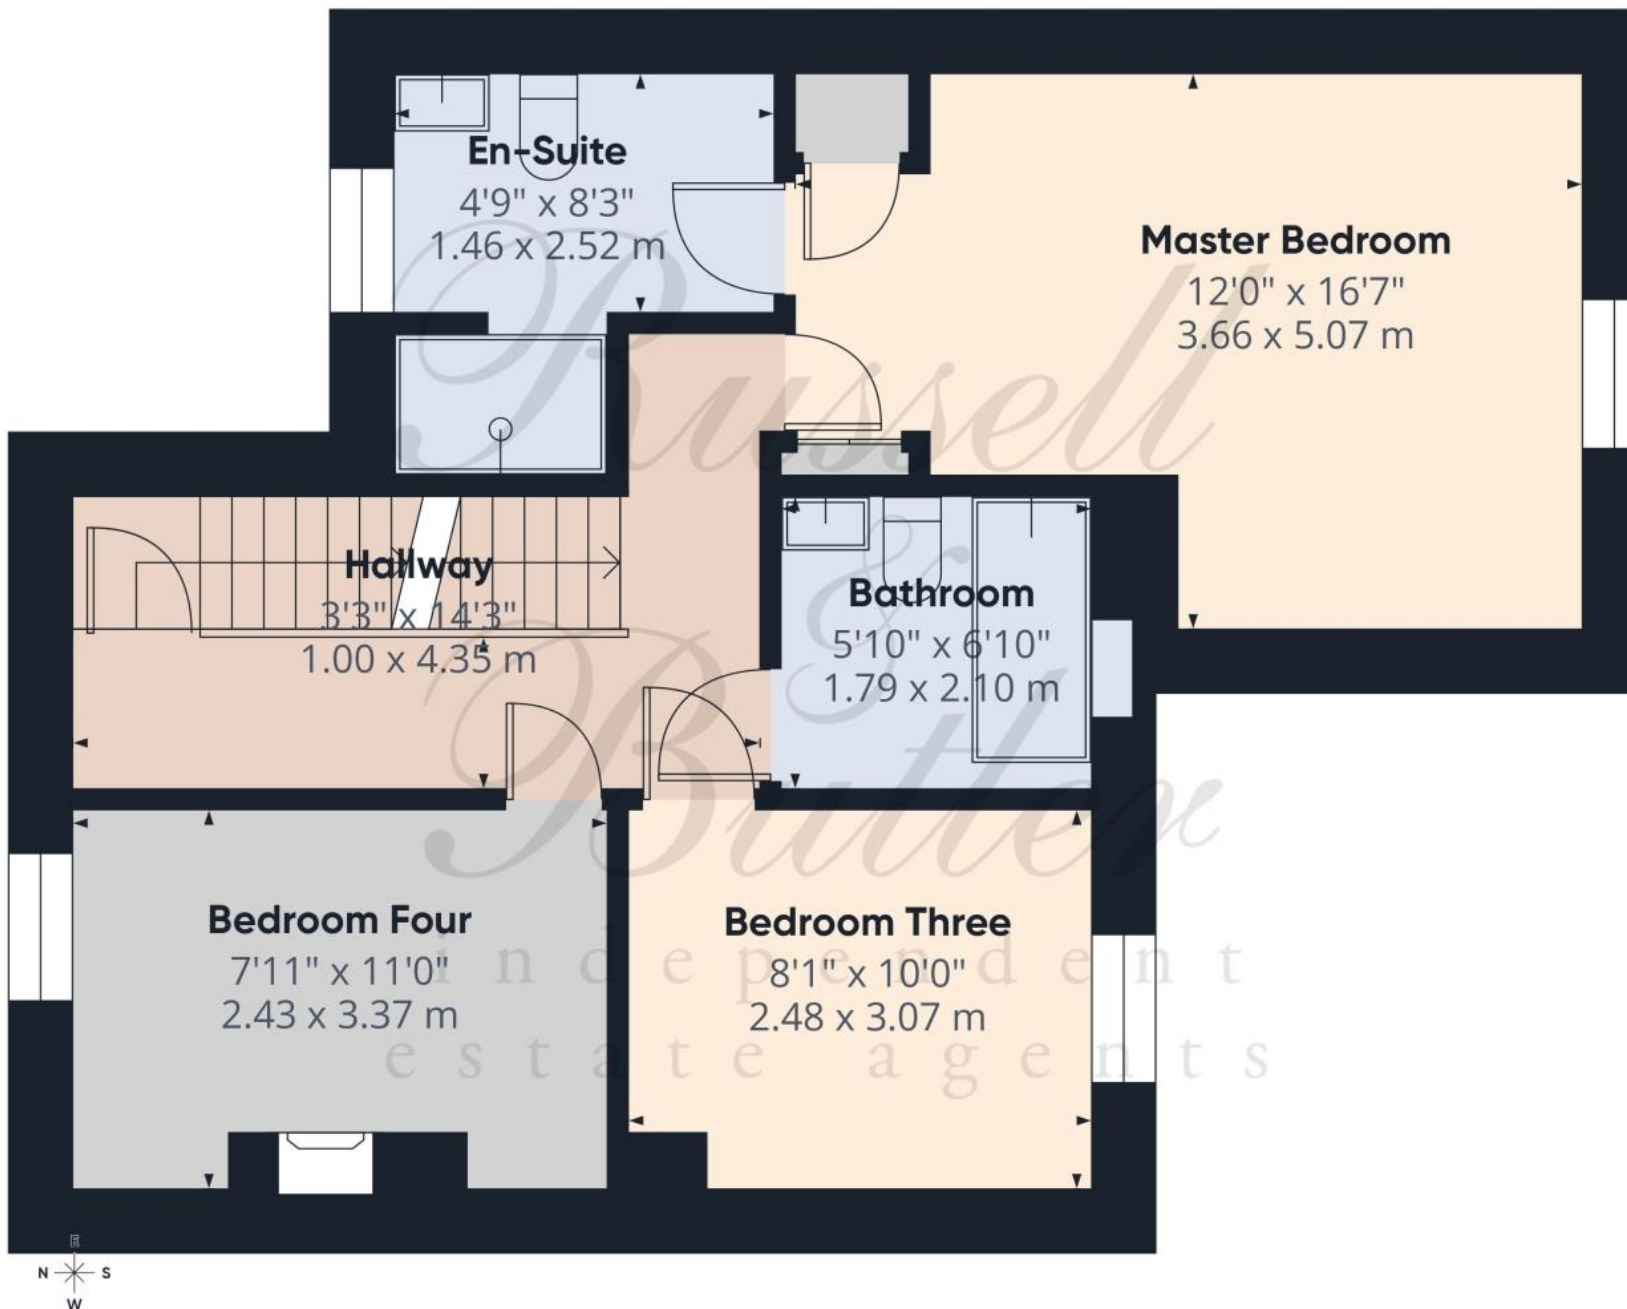 En-Suite
4'9" x 8'3"
1.46 x 2.52 m
Master Bedroom
12'0" x 16'7"
3.66 x 5.07 m
Hallway
3'3" x 14'3"
1.00 x 4.35 m
Bathroom
5'10" x 6'10"
1.79 x 2.10 m
Bedroom Four
7'11" x 11'0"
2.43 x 3.37 m
Bedroom Three
8'1" x 10'0"
2.48 x 3.07 m
Russell
&
Butler
independent
estate agents
E
N S
W